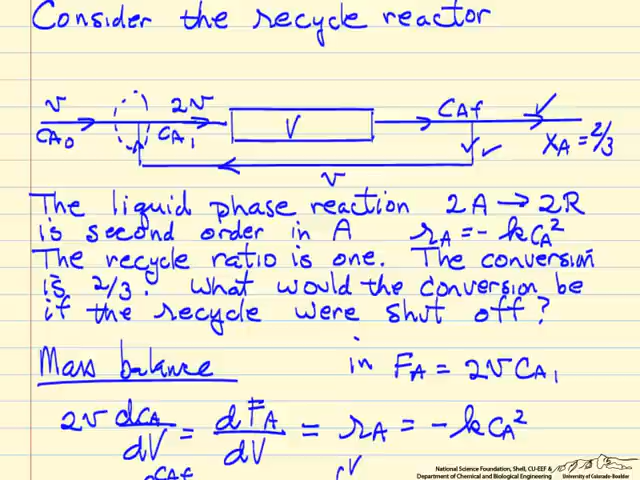 Consider the recycle reactor
v
2v
CAf
CA0
CA1
V
XA = 2/3
v
The liquid phase reaction 2A → 2R
is second order in A rA = - kCA²
The recycle ratio is one. The conversion
is 2/3. What would the conversion be
if the recycle were shut off?
Mass balance in FA = 2vCA1
2v dCA/dV = dFA/dV = rA = - kCA²
CAf
V
National Science Foundation, Shell, CU-EEF &
Department of Chemical and Biological Engineering
University of Colorado-Boulder